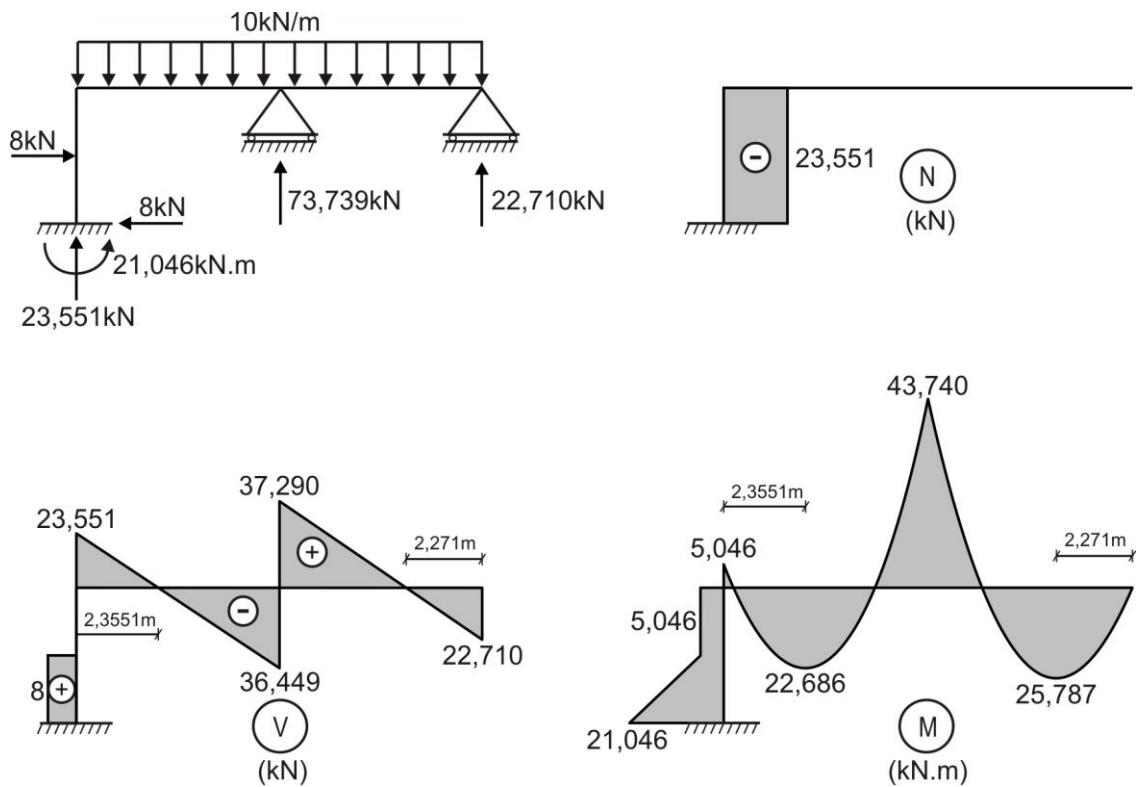 10kN/m
8kN
8kN
73,739kN
22,710kN
21,046kN.m
23,551kN
-
23,551
N
(kN)
37,290
23,551
2,271m
+
-
2,3551m
22,710
8
+
36,449
V
(kN)
43,740
2,3551m
2,271m
5,046
5,046
22,686
25,787
21,046
M
(kN.m)